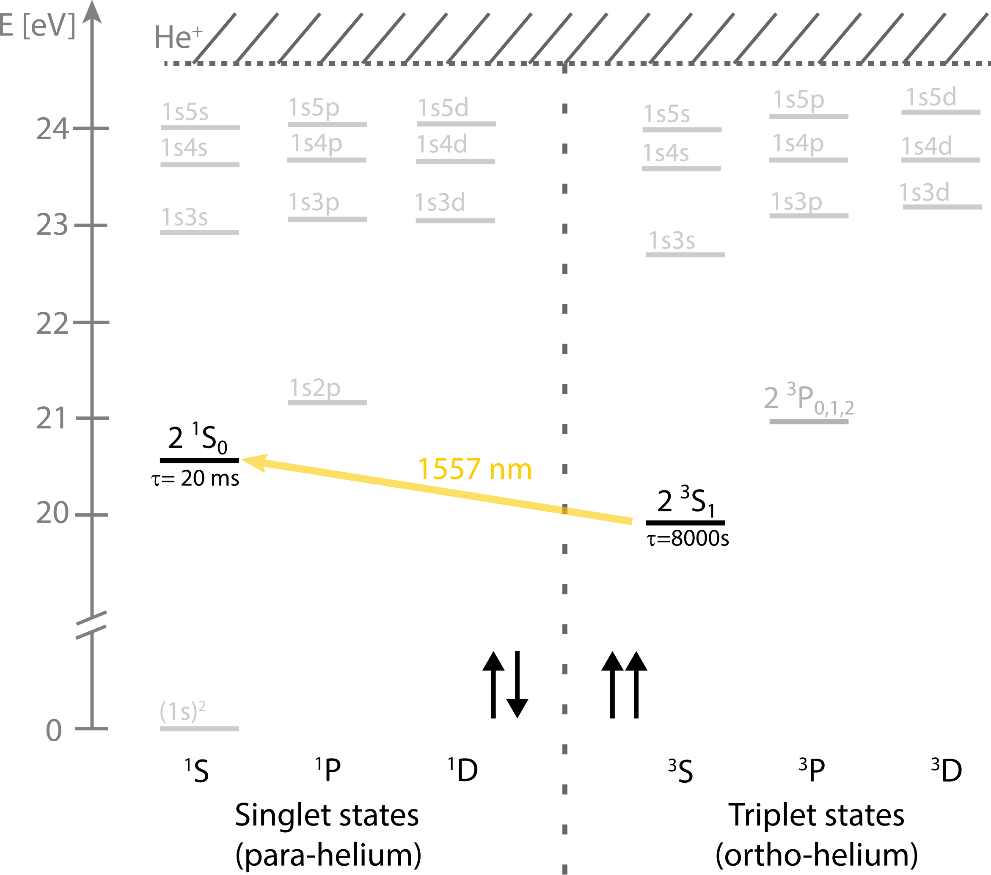 E [eV]
He⁺
24
23
22
21
20
0
1s5s
1s4s
1s3s
1s5p
1s4p
1s3p
1s5d
1s4d
1s3d
1s5s
1s4s
1s3s
1s5p
1s4p
1s3p
1s5d
1s4d
1s3d
1s2p
2 ³P₀,₁,₂
2 ¹S₀
τ= 20 ms
1557 nm
2 ³S₁
τ=8000s
(1s)²
¹S ¹P ¹D ³S ³P ³D
Singlet states
(para-helium)
Triplet states
(ortho-helium)